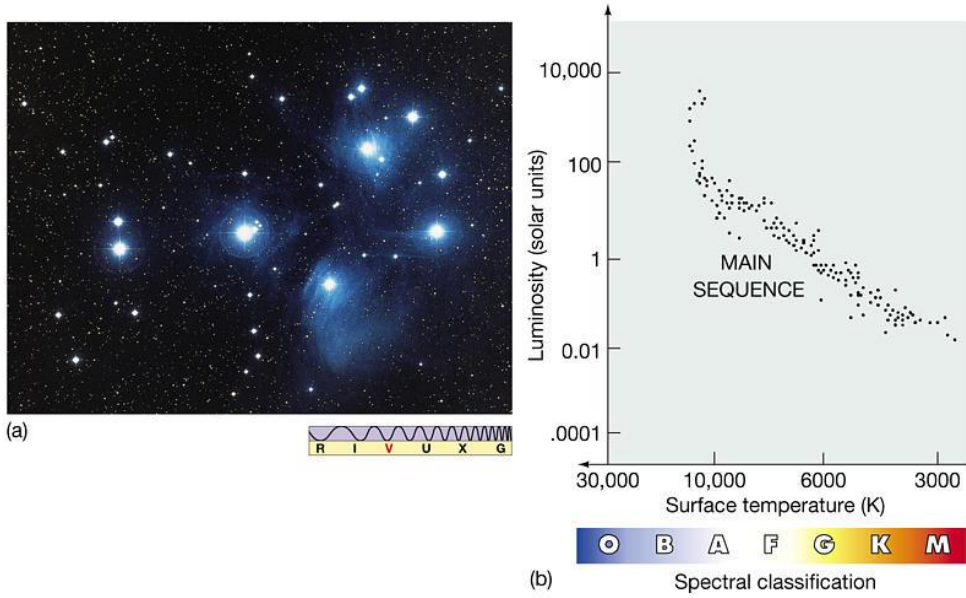 (a)
R I V U X G
Luminosity (solar units)
10,000
100
1
0.01
.0001
MAIN
SEQUENCE
30,000 10,000 6000 3000
Surface temperature (K)
O B A F G K M
(b)
Spectral classification